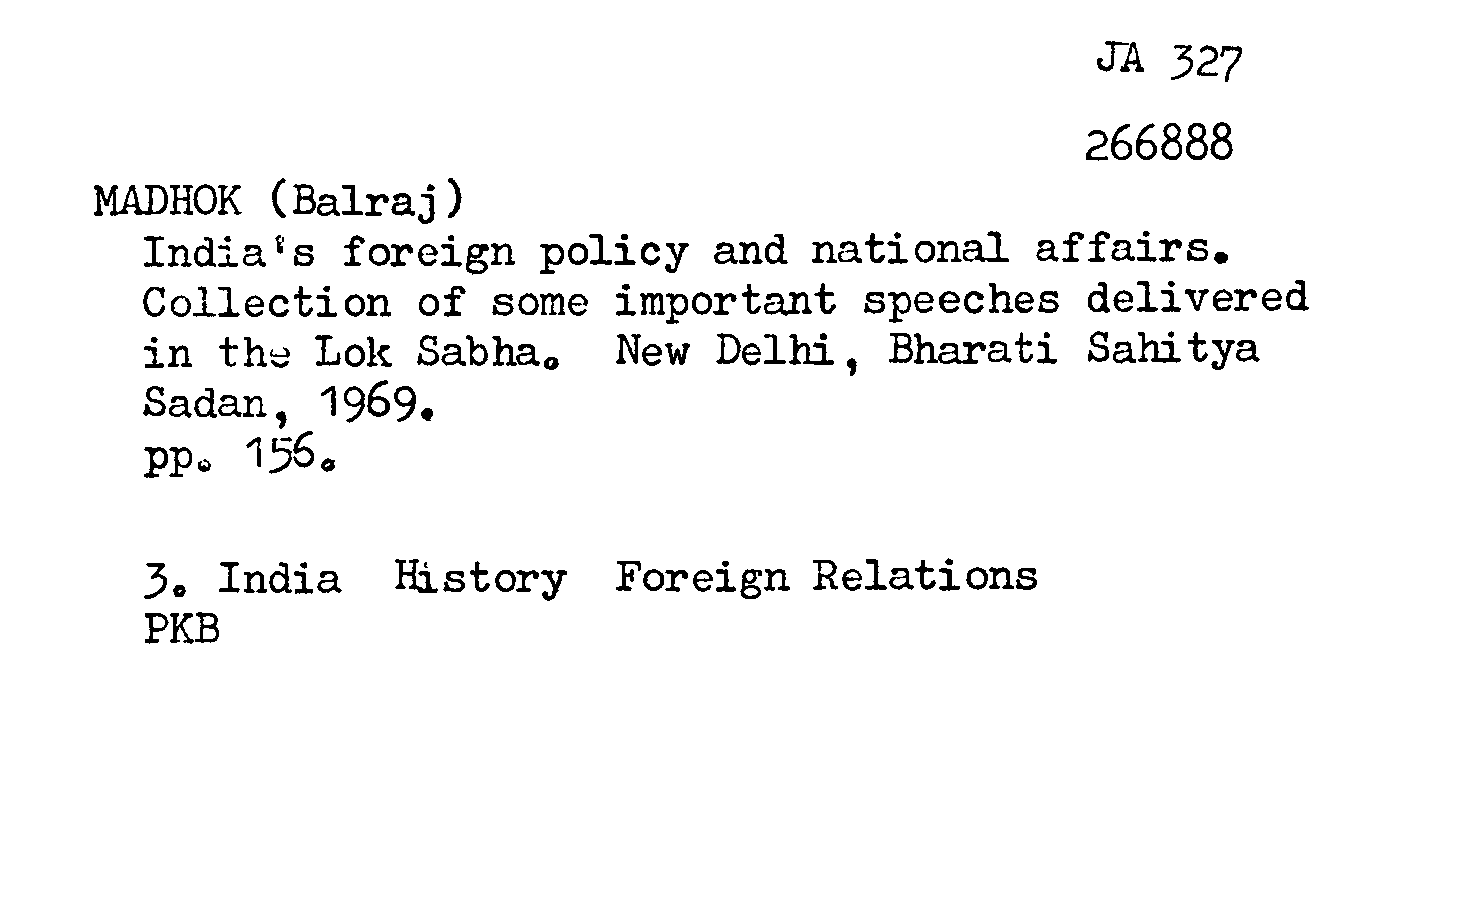 JA 327
266888
MADHOK (Balraj)
India's foreign policy and national affairs.
Collection of some important speeches delivered
in the Lok Sabha. New Delhi, Bharati Sahitya
Sadan, 1969.
pp. 156.
3. India History Foreign Relations
PKB